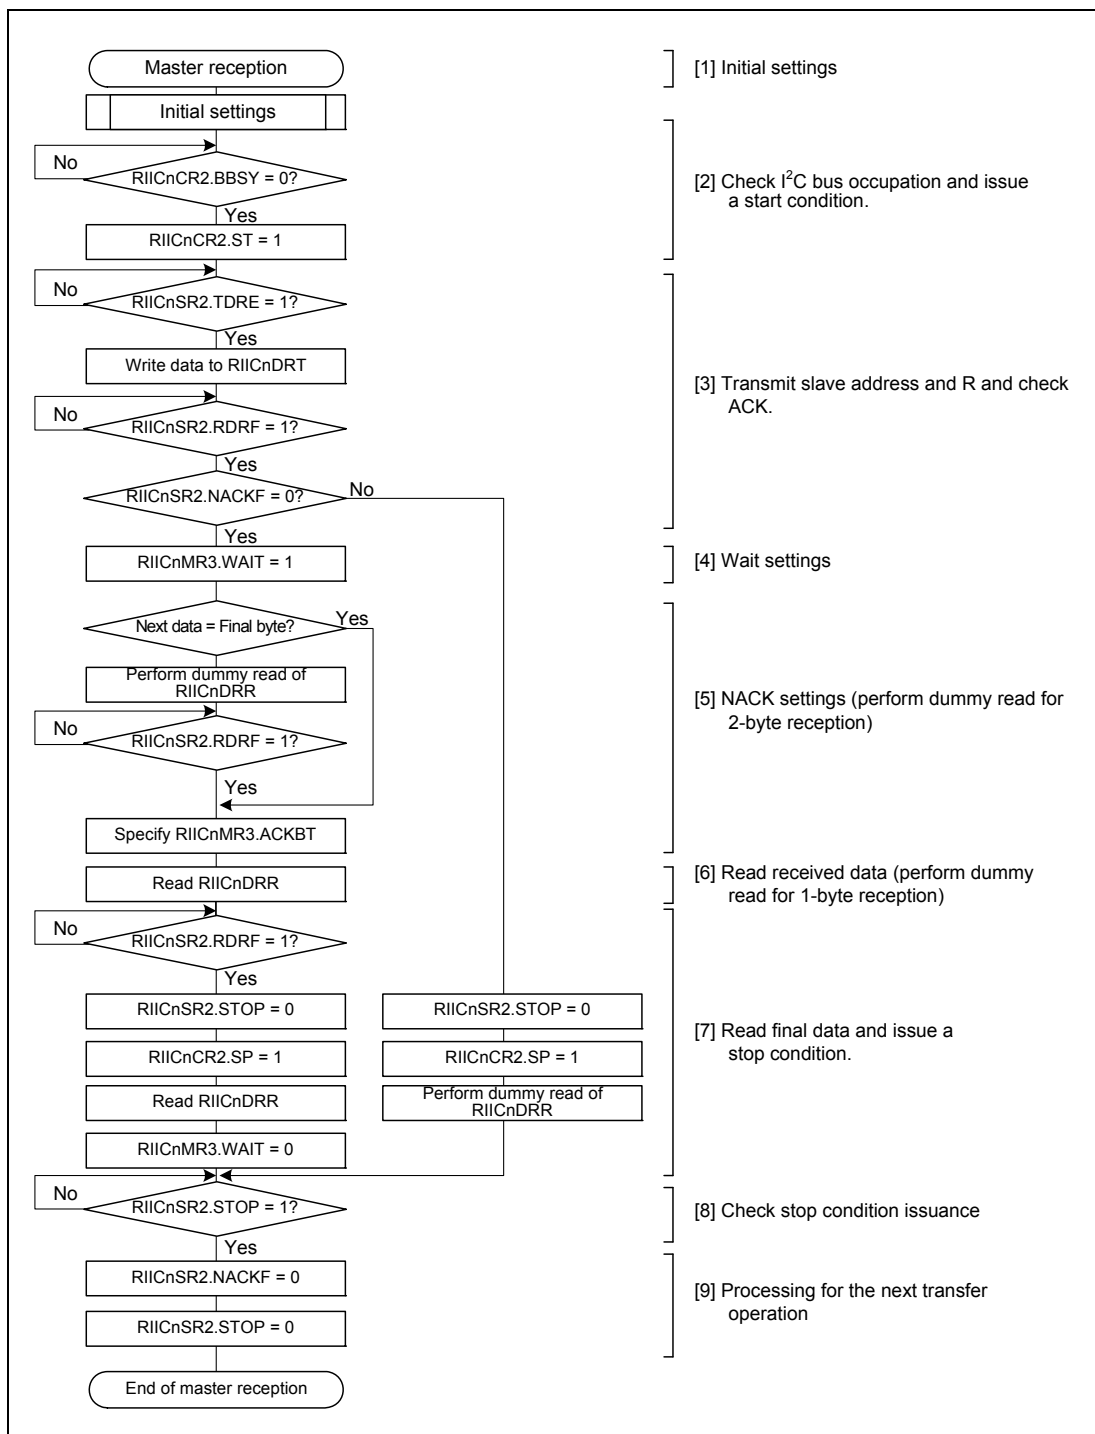 Master reception
[1] Initial settings
Initial settings
No
RIICnCR2.BBSY = 0?
[2] Check I²C bus occupation and issue
a start condition.
Yes
RIICnCR2.ST = 1
No
RIICnSR2.TDRE = 1?
Yes
Write data to RIICnDRT
[3] Transmit slave address and R and check
ACK.
No
RIICnSR2.RDRF = 1?
Yes
RIICnSR2.NACKF = 0?
No
Yes
RIICnMR3.WAIT = 1
[4] Wait settings
Next data = Final byte?
Yes
Perform dummy read of
RIICnDRR
[5] NACK settings (perform dummy read for
2-byte reception)
No
RIICnSR2.RDRF = 1?
Yes
Specify RIICnMR3.ACKBT
Read RIICnDRR
[6] Read received data (perform dummy
read for 1-byte reception)
No
RIICnSR2.RDRF = 1?
Yes
RIICnSR2.STOP = 0
RIICnSR2.STOP = 0
[7] Read final data and issue a
stop condition.
RIICnCR2.SP = 1
RIICnCR2.SP = 1
Read RIICnDRR
Perform dummy read of
RIICnDRR
RIICnMR3.WAIT = 0
No
RIICnSR2.STOP = 1?
[8] Check stop condition issuance
Yes
RIICnSR2.NACKF = 0
[9] Processing for the next transfer
operation
RIICnSR2.STOP = 0
End of master reception